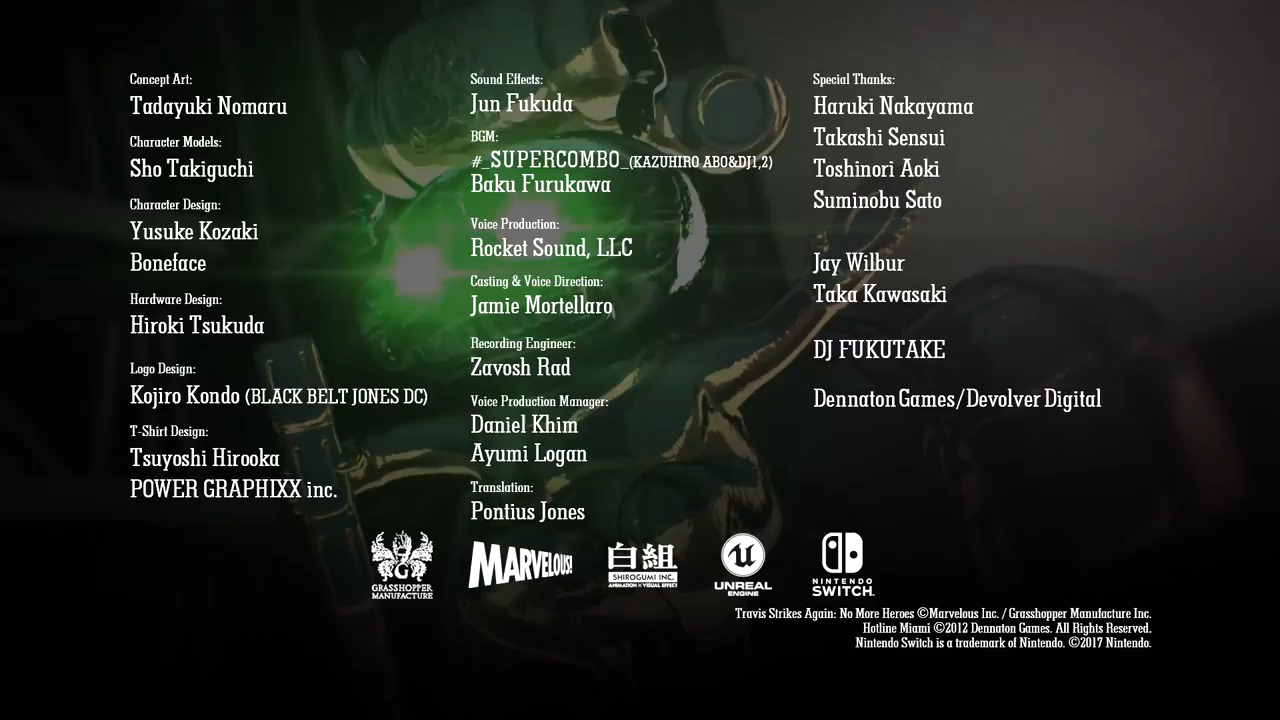 Concept Art:
Tadayuki Nomaru
Character Models:
Sho Takiguchi
Character Design:
Yusuke Kozaki
Boneface
Hardware Design:
Hiroki Tsukuda
Logo Design:
Kojiro Kondo (BLACK BELT JONES DC)
T-Shirt Design:
Tsuyoshi Hirooka
POWER GRAPHIXX inc.
Sound Effects:
Jun Fukuda
BGM:
#_SUPERCOMBO_(KAZUHIRO ABO&DJ1,2)
Baku Furukawa
Voice Production:
Rocket Sound, LLC
Casting & Voice Direction:
Jamie Mortellaro
Recording Engineer:
Zavosh Rad
Voice Production Manager:
Daniel Khim
Ayumi Logan
Translation:
Pontius Jones
Special Thanks:
Haruki Nakayama
Takashi Sensui
Toshinori Aoki
Suminobu Sato
Jay Wilbur
Taka Kawasaki
DJ FUKUTAKE
Dennaton Games/Devolver Digital
G
GRASSHOPPER
MANUFACTURE
MARVELOUS!
白組
SHIROGUMI INC.
ANIMATION×VISUAL EFFECT
UNREAL
ENGINE
NINTENDO
SWITCH
Travis Strikes Again: No More Heroes ©Marvelous Inc. / Grasshopper Manufacture Inc.
Hotline Miami ©2012 Dennaton Games. All Rights Reserved.
Nintendo Switch is a trademark of Nintendo. ©2017 Nintendo.